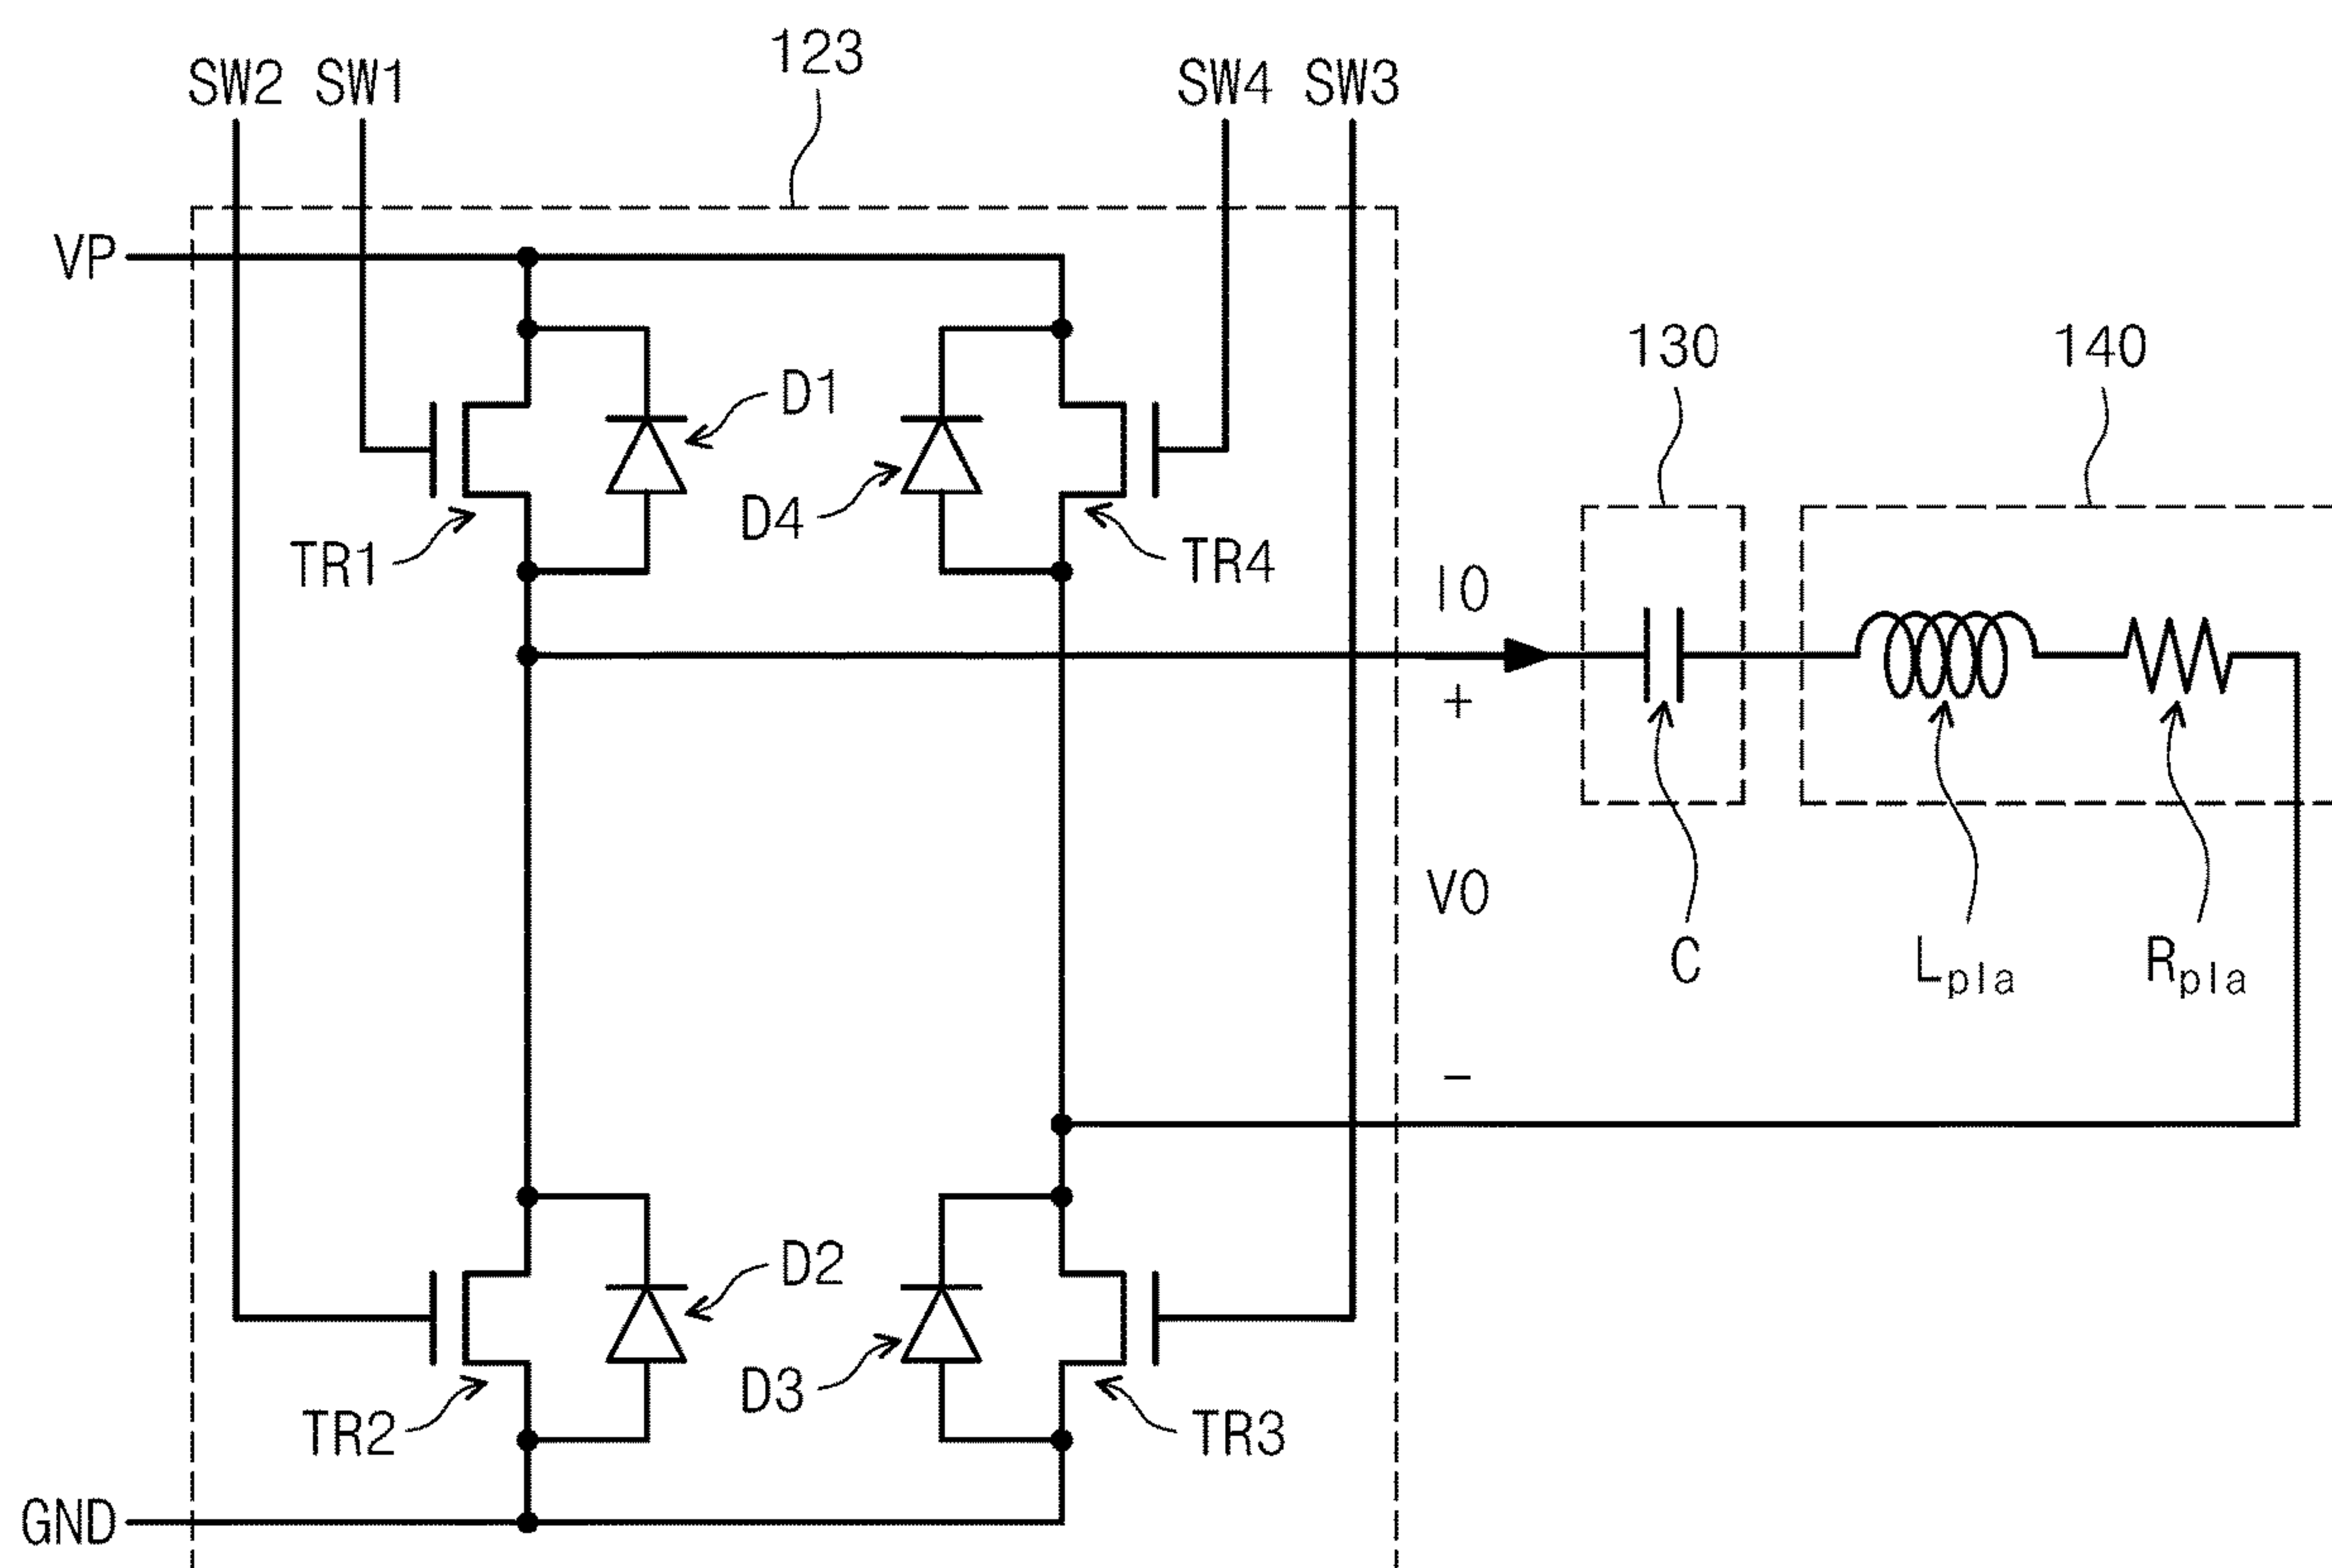 123
SW2 SW1 SW4 SW3
VP
130 140
D1
D4
TR1 TR4
IO
+
VO
C Lpla Rpla
-
D2
D3
TR2 TR3
GND